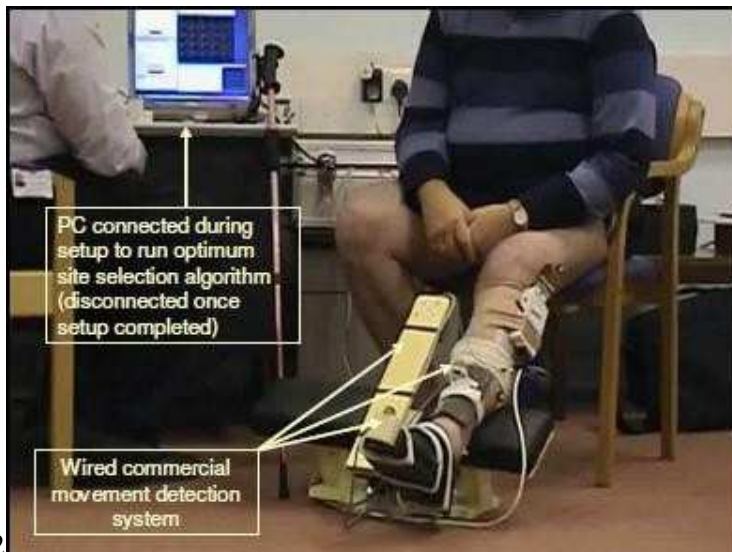 PC connected during
setup to run optimum
site selection algorithm
(disconnected once
setup completed)
Wired commercial
movement detection
system